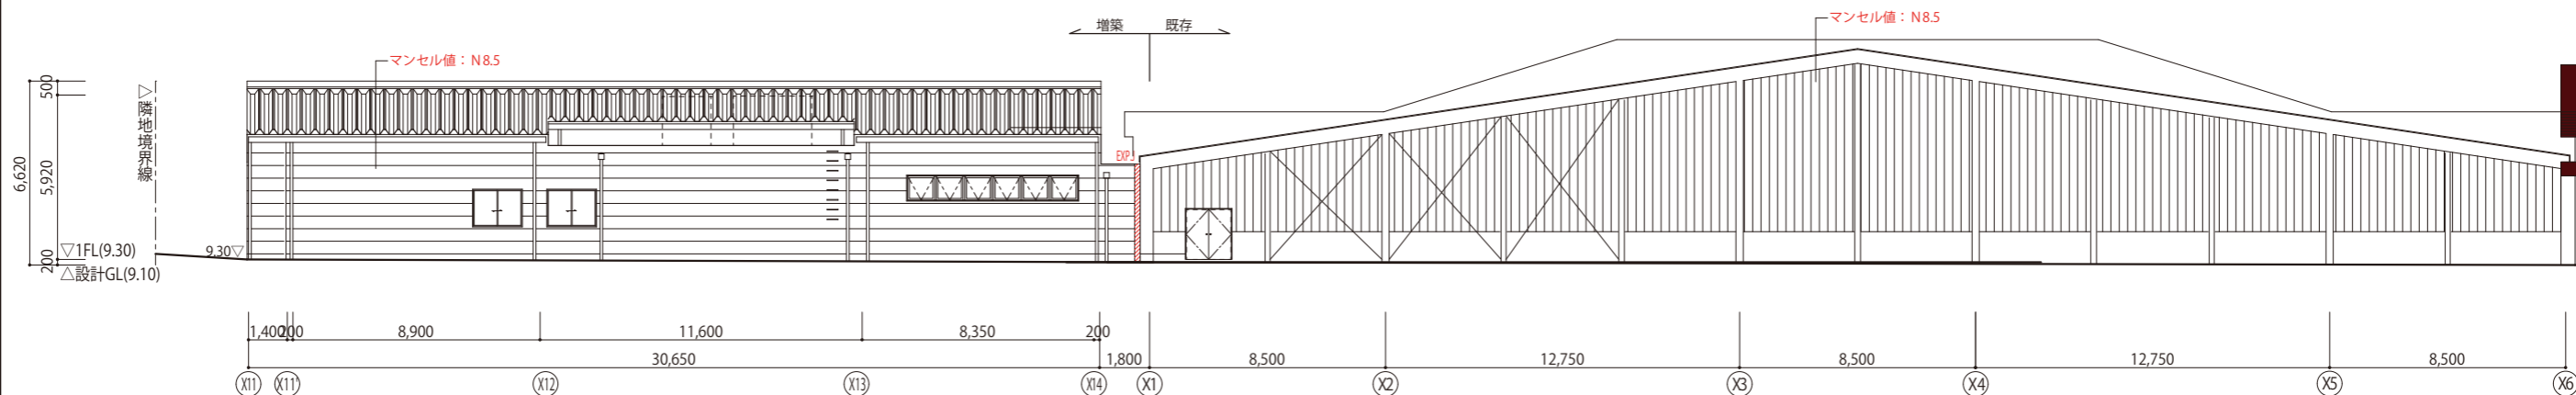 増築 既存
マンセル値：N8.5
マンセル値：N8.5
▽隣地境界線
EXP.J
500
5,920
6,620
200
▽1FL(9.30)
9.30▽
△設計GL(9.10)
1,400 200 8,900 11,600 8,350 200
30,650 1,800 8,500 12,750 8,500 12,750 8,500
X11 X11' X12 X13 X14 X1 X2 X3 X4 X5 X6